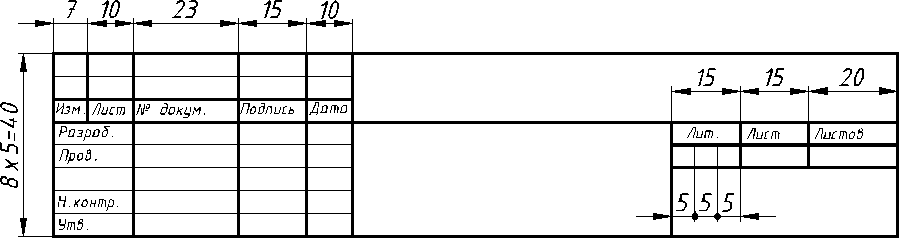 7 10 23 15 10
15 15 20
8 x 5=40
Изм. Лист № докум. Подпись Дата
Разраб. Лит. Лист Листов
Пров.
Н.контр. 5 5 5
Утв.